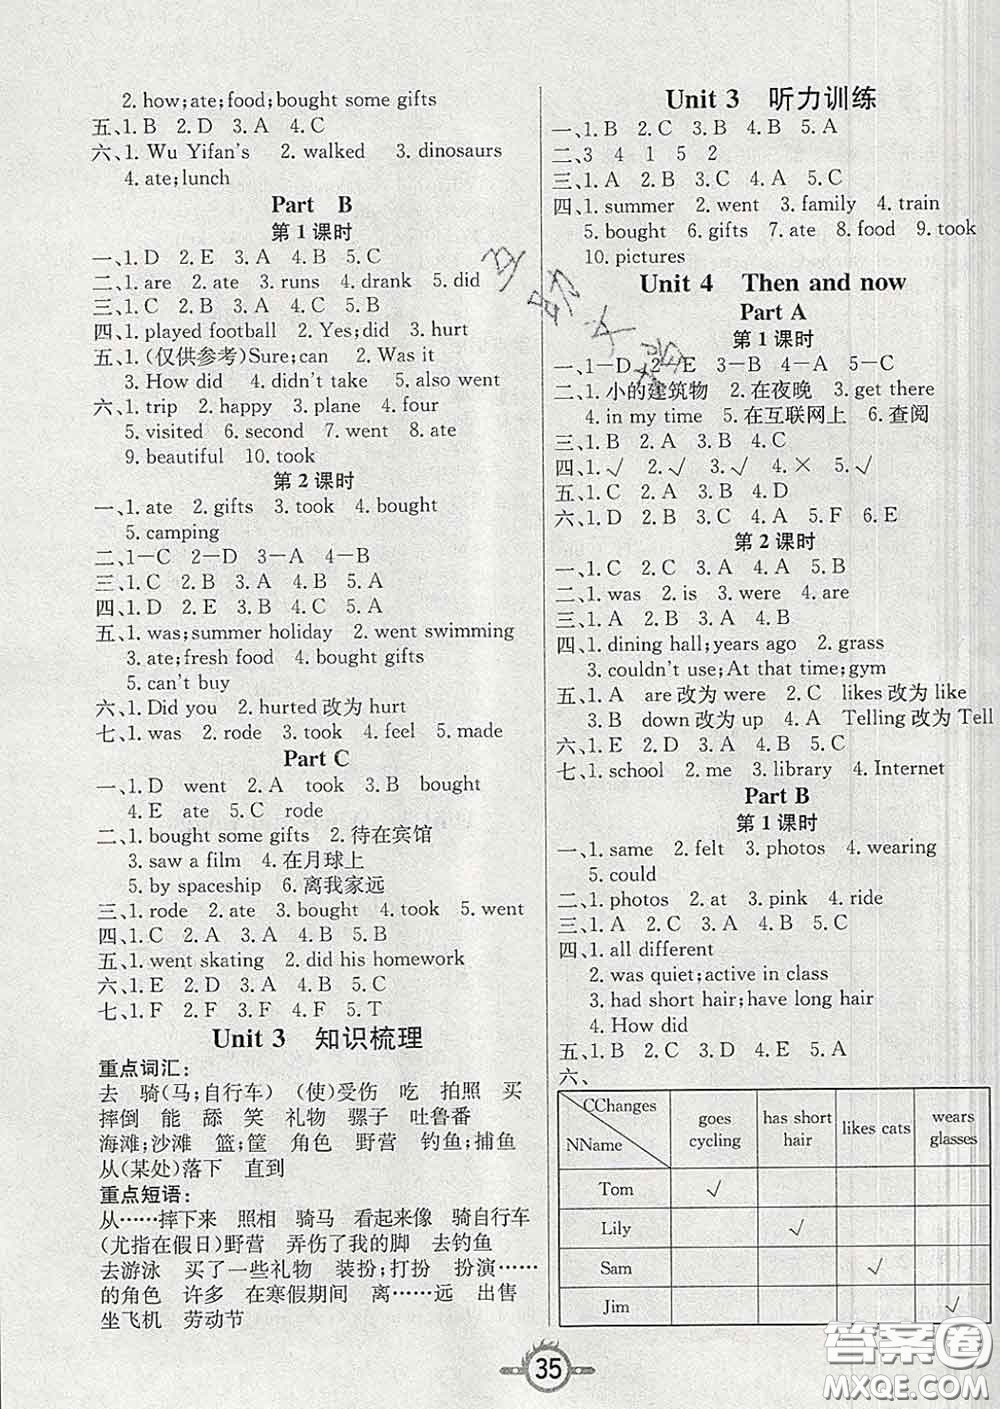 2. how;ate;food;bought some gifts
五、1. B  2. D  3. A  4. C
六、1. Wu Yifan's  2. walked  3. dinosaurs
4. ate;lunch
Part B
第1课时
一、1. D  2. E  3. A  4. B  5. C
二、1. are  2. ate  3. runs  4. drank  5. did
三、1. C  2. B  3. A  4. C  5. B
四、1. played football  2. Yes;did  3. hurt
五、1. (仅供参考)Sure;can  2. Was it
3. How did  4. didn't take  5. also went
六、1. trip  2. happy  3. plane  4. four
5. visited  6. second  7. went  8. ate
9. beautiful  10. took
第2课时
一、1. ate  2. gifts  3. took  4. bought
5. camping
二、1—C  2—D  3—A  4—B
三、1. C  2. B  3. A  4. C  5. A
四、1. D  2. E  3. B  4. C  5. A
五、1. was;summer holiday  2. went swimming
3. ate;fresh food  4. bought gifts
5. can't buy
六、1. Did you  2. hurted改为 hurt
七、1. was  2. rode  3. took  4. feel  5. made
Part C
一、1. D  went  2. A  took  3. B  bought
4. E  ate  5. C  rode
二、1. bought some gifts  2. 待在宾馆
3. saw a film  4. 在月球上
5. by spaceship  6. 离我家远
三、1. rode  2. ate  3. bought  4. took  5. went
四、1. C  2. A  3. A  4. B  5. B
五、1. went skating  2. did his homework
六、1. E  2. D  3. A  4. B  5. C
七、1. F  2. F  3. F  4. F  5. T
Unit 3  知识梳理
重点词汇:
去  骑(马;自行车)  (使)受伤  吃  拍照  买
摔倒  能  舔  笑  礼物  骡子  吐鲁番
海滩;沙滩  篮;筐  角色  野营  钓鱼;捕鱼
从(某处)落下  直到
重点短语:
从……摔下来  照相  骑马  看起来像  骑自行车
(尤指在假日)野营  弄伤了我的脚  去钓鱼
去游泳  买了一些礼物  装扮;打扮  扮演……
的角色  许多  在寒假期间  离……远  出售
坐飞机  劳动节
Unit 3  听力训练
一、1. B  2. C  3. B  4. B  5. A
二、3  4  1  5  2
三、1. A  2. B  3. C  4. A  5. C
四、1. summer  2. went  3. family  4. train
5. bought  6. gifts  7. ate  8. food  9. took
10. pictures
Unit 4  Then and now
Part A
第1课时
一、1—D  2—E  3—B  4—A  5—C
二、1. 小的建筑物  2. 在夜晚  3. get there
4. in my time  5. 在互联网上  6. 查阅
三、1. B  2. A  3. B  4. C
四、1. √  2. √  3. √  4. ×  5. √
五、1. C  2. A  3. B  4. D
六、1. D  2. B  3. C  4. A  5. F  6. E
第2课时
一、1. C  2. C  3. A  4. A  5. B
二、1. was  2. is  3. were  4. are
三、1. A  2. B  3. A  4. B
四、1. dining hall;years ago  2. grass
3. couldn't use;At that time;gym
五、1. A  are 改为 were  2. C  likes 改为 like
3. B  down 改为 up  4. A  Telling 改为 Tell
六、1. E  2. D  3. B  4. A  5. C
七、1. school  2. me  3. library  4. Internet
Part B
第1课时
一、1. same  2. felt  3. photos  4. wearing
5. could
二、1. photos  2. at  3. pink  4. ride
三、1. A  2. C  3. A  4. B  5. C
四、1. all different
2. was quiet;active in class
3. had short hair;have long hair
4. How did
五、1. B  2. C  3. D  4. E  5. A
六、
CChanges  NName  goes cycling  has short hair  likes cats  wears glasses
Tom  √
Lily  √
Sam  √
Jim  √
35
答案圈
MXQE.COM